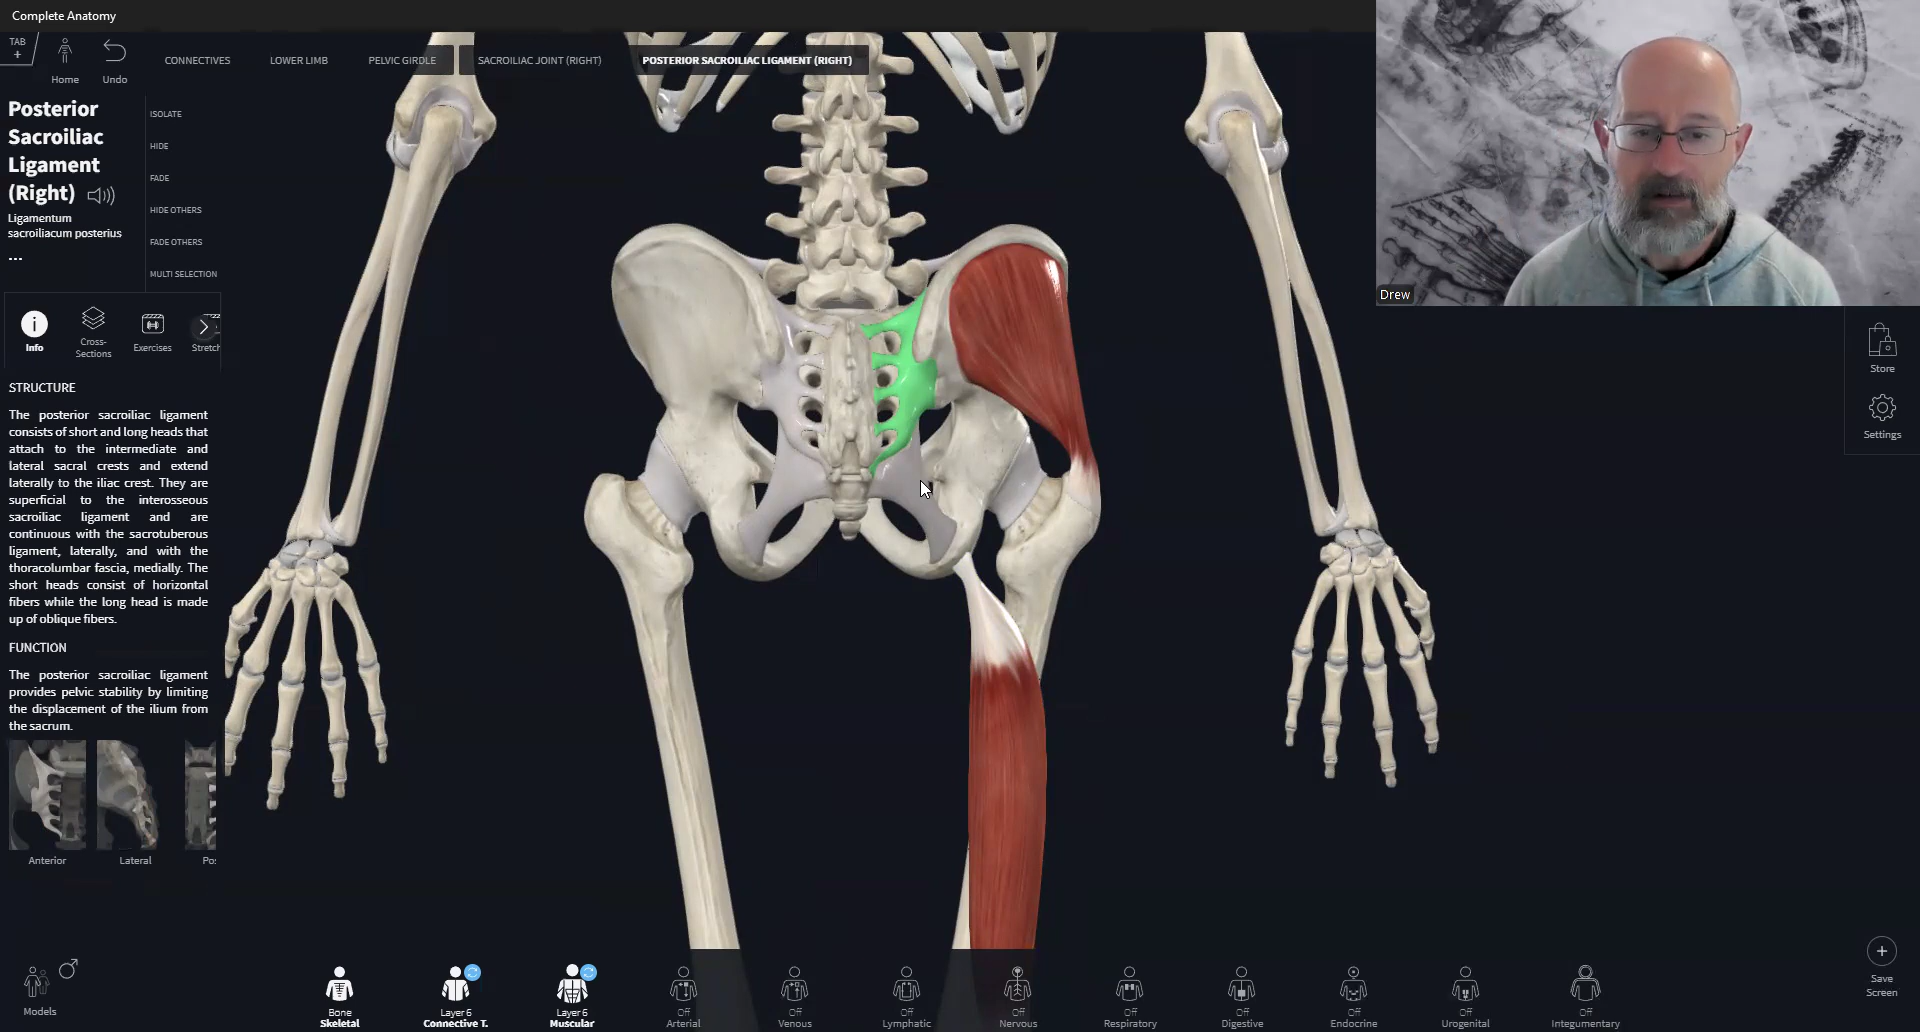 Complete Anatomy
TAB
+
Home
Undo
CONNECTIVES
LOWER LIMB
PELVIC GIRDLE
SACROILIAC JOINT (RIGHT)
POSTERIOR SACROILIAC LIGAMENT (RIGHT)
Posterior
Sacroiliac
Ligament
(Right)
Ligamentum
sacroiliacum posterius
...
ISOLATE
HIDE
FADE
HIDE OTHERS
FADE OTHERS
MULTI SELECTION
Info
Cross-
Sections
Exercises
Stretch
STRUCTURE
The posterior sacroiliac ligament
consists of short and long heads that
attach to the intermediate and
lateral sacral crests and extend
laterally to the iliac crest. They are
superficial to the interosseous
sacroiliac ligament and are
continuous with the sacrotuberous
ligament, laterally, and with the
thoracolumbar fascia, medially. The
short heads consist of horizontal
fibers while the long head is made
up of oblique fibers.
FUNCTION
The posterior sacroiliac ligament
provides pelvic stability by limiting
the displacement of the ilium from
the sacrum.
Anterior
Lateral
Pos
Drew
Store
Settings
Save
Screen
Models
Bone
Skeletal
Layer 6
Connective T.
Layer 6
Muscular
Off
Arterial
Off
Venous
Off
Lymphatic
Off
Nervous
Off
Respiratory
Off
Digestive
Off
Endocrine
Off
Urogenital
Off
Integumentary